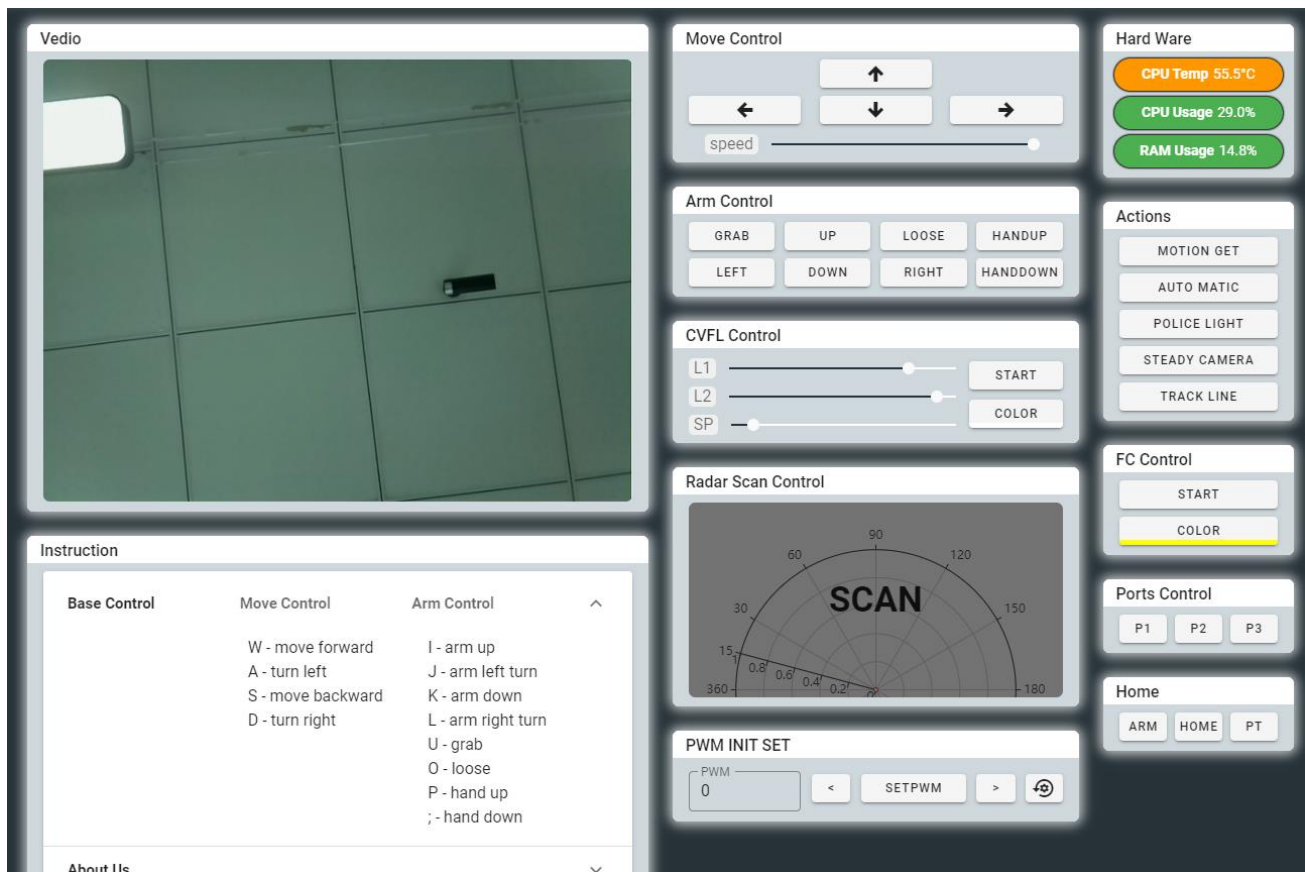 Vedio
Move Control
speed
Hard Ware
CPU Temp 55.5°C
CPU Usage 29.0%
RAM Usage 14.8%
Arm Control
GRAB UP LOOSE HANDUP
LEFT DOWN RIGHT HANDDOWN
Actions
MOTION GET
AUTO MATIC
POLICE LIGHT
STEADY CAMERA
TRACK LINE
CVFL Control
L1
START
L2
COLOR
SP
FC Control
START
COLOR
Radar Scan Control
90
60 120
SCAN
30 150
15
1 0.8 0.6 0.4 0.2
360 180
Ports Control
P1 P2 P3
Home
ARM HOME PT
PWM INIT SET
PWM
0 < SETPWM >
Instruction
Base Control Move Control Arm Control
W - move forward
A - turn left
S - move backward
D - turn right
I - arm up
J - arm left turn
K - arm down
L - arm right turn
U - grab
O - loose
P - hand up
; - hand down
About Us